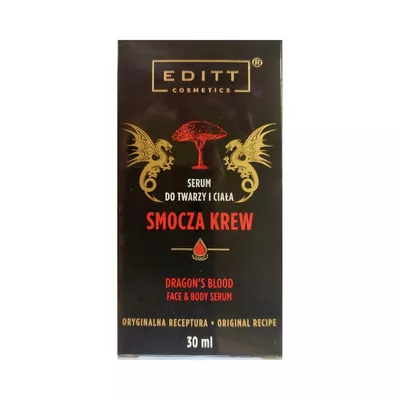 EDITT®
COSMETICS
SERUM
DO TWARZY I CIAŁA
SMOCZA KREW
DRAGON'S BLOOD
FACE & BODY SERUM
ORYGINALNA RECEPTURA • ORIGINAL RECIPE
30 ml